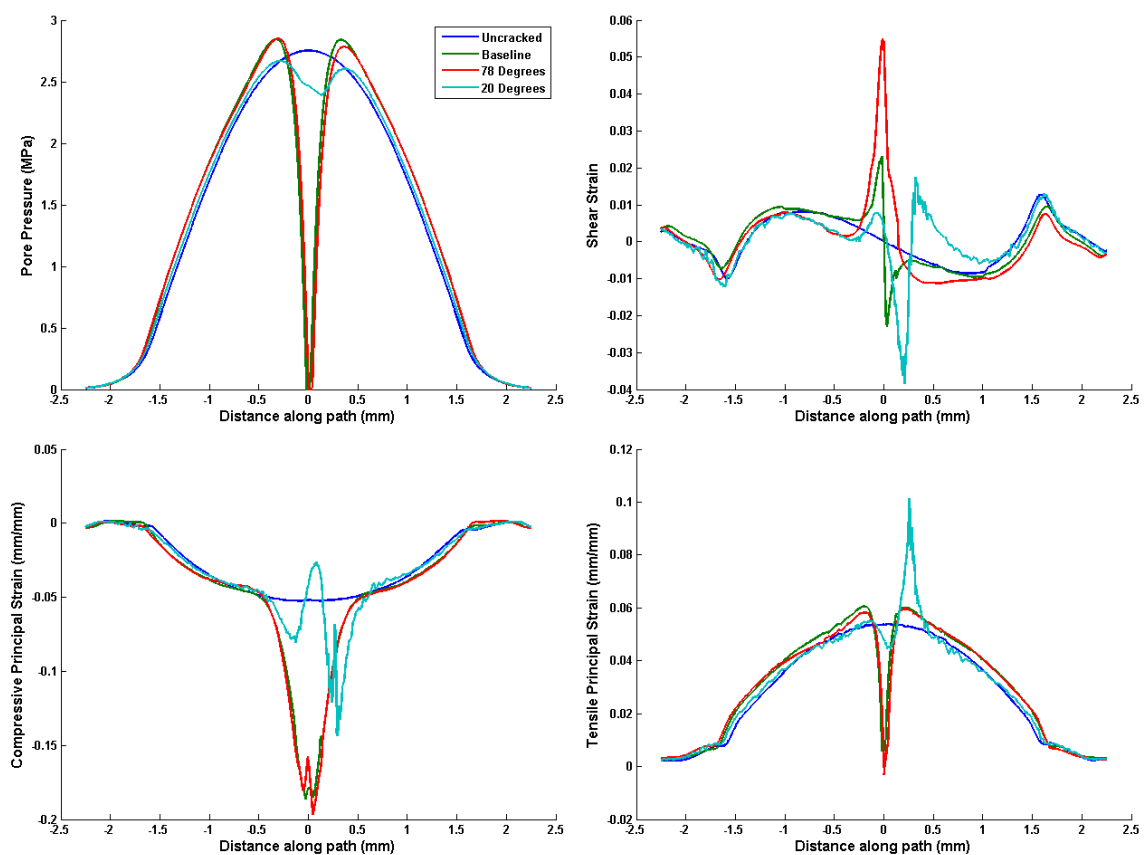 3
2.5
2
1.5
1
0.5
0
-2.5 -2 -1.5 -1 -0.5 0 0.5 1 1.5 2 2.5
Pore Pressure (MPa)
Distance along path (mm)
Uncracked
Baseline
78 Degrees
20 Degrees
0.06
0.05
0.04
0.03
0.02
0.01
0
-0.01
-0.02
-0.03
-0.04
-2.5 -2 -1.5 -1 -0.5 0 0.5 1 1.5 2 2.5
Shear Strain
Distance along path (mm)
0.05
0
-0.05
-0.1
-0.15
-0.2
-2.5 -2 -1.5 -1 -0.5 0 0.5 1 1.5 2 2.5
Compressive Principal Strain (mm/mm)
Distance along path (mm)
0.12
0.1
0.08
0.06
0.04
0.02
0
-0.02
-2.5 -2 -1.5 -1 -0.5 0 0.5 1 1.5 2 2.5
Tensile Principal Strain (mm/mm)
Distance along path (mm)